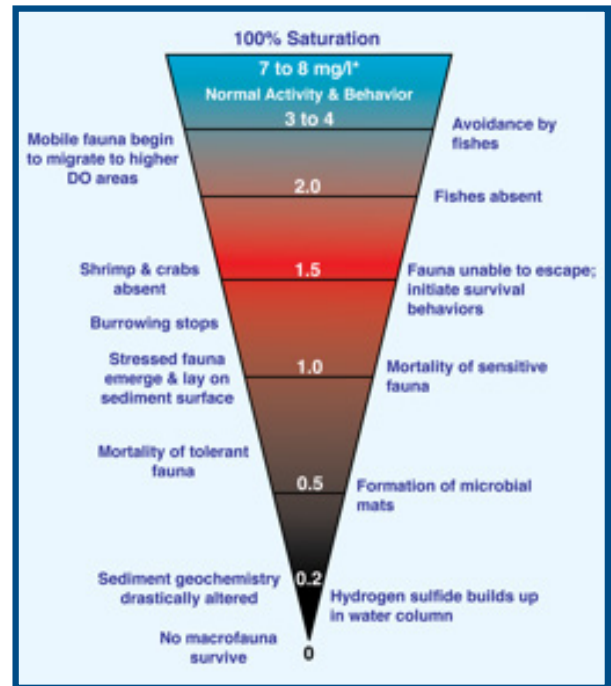 100% Saturation
7 to 8 mg/l*
Normal Activity & Behavior
3 to 4
Mobile fauna begin
to migrate to higher
DO areas
Avoidance by
fishes
2.0
Fishes absent
Shrimp & crabs
absent
1.5
Fauna unable to escape;
initiate survival
behaviors
Burrowing stops
Stressed fauna
emerge & lay on
sediment surface
1.0
Mortality of sensitive
fauna
Mortality of tolerant
fauna
0.5
Formation of microbial
mats
Sediment geochemistry
drastically altered
0.2
Hydrogen sulfide builds up
in water column
No macrofauna
survive
0